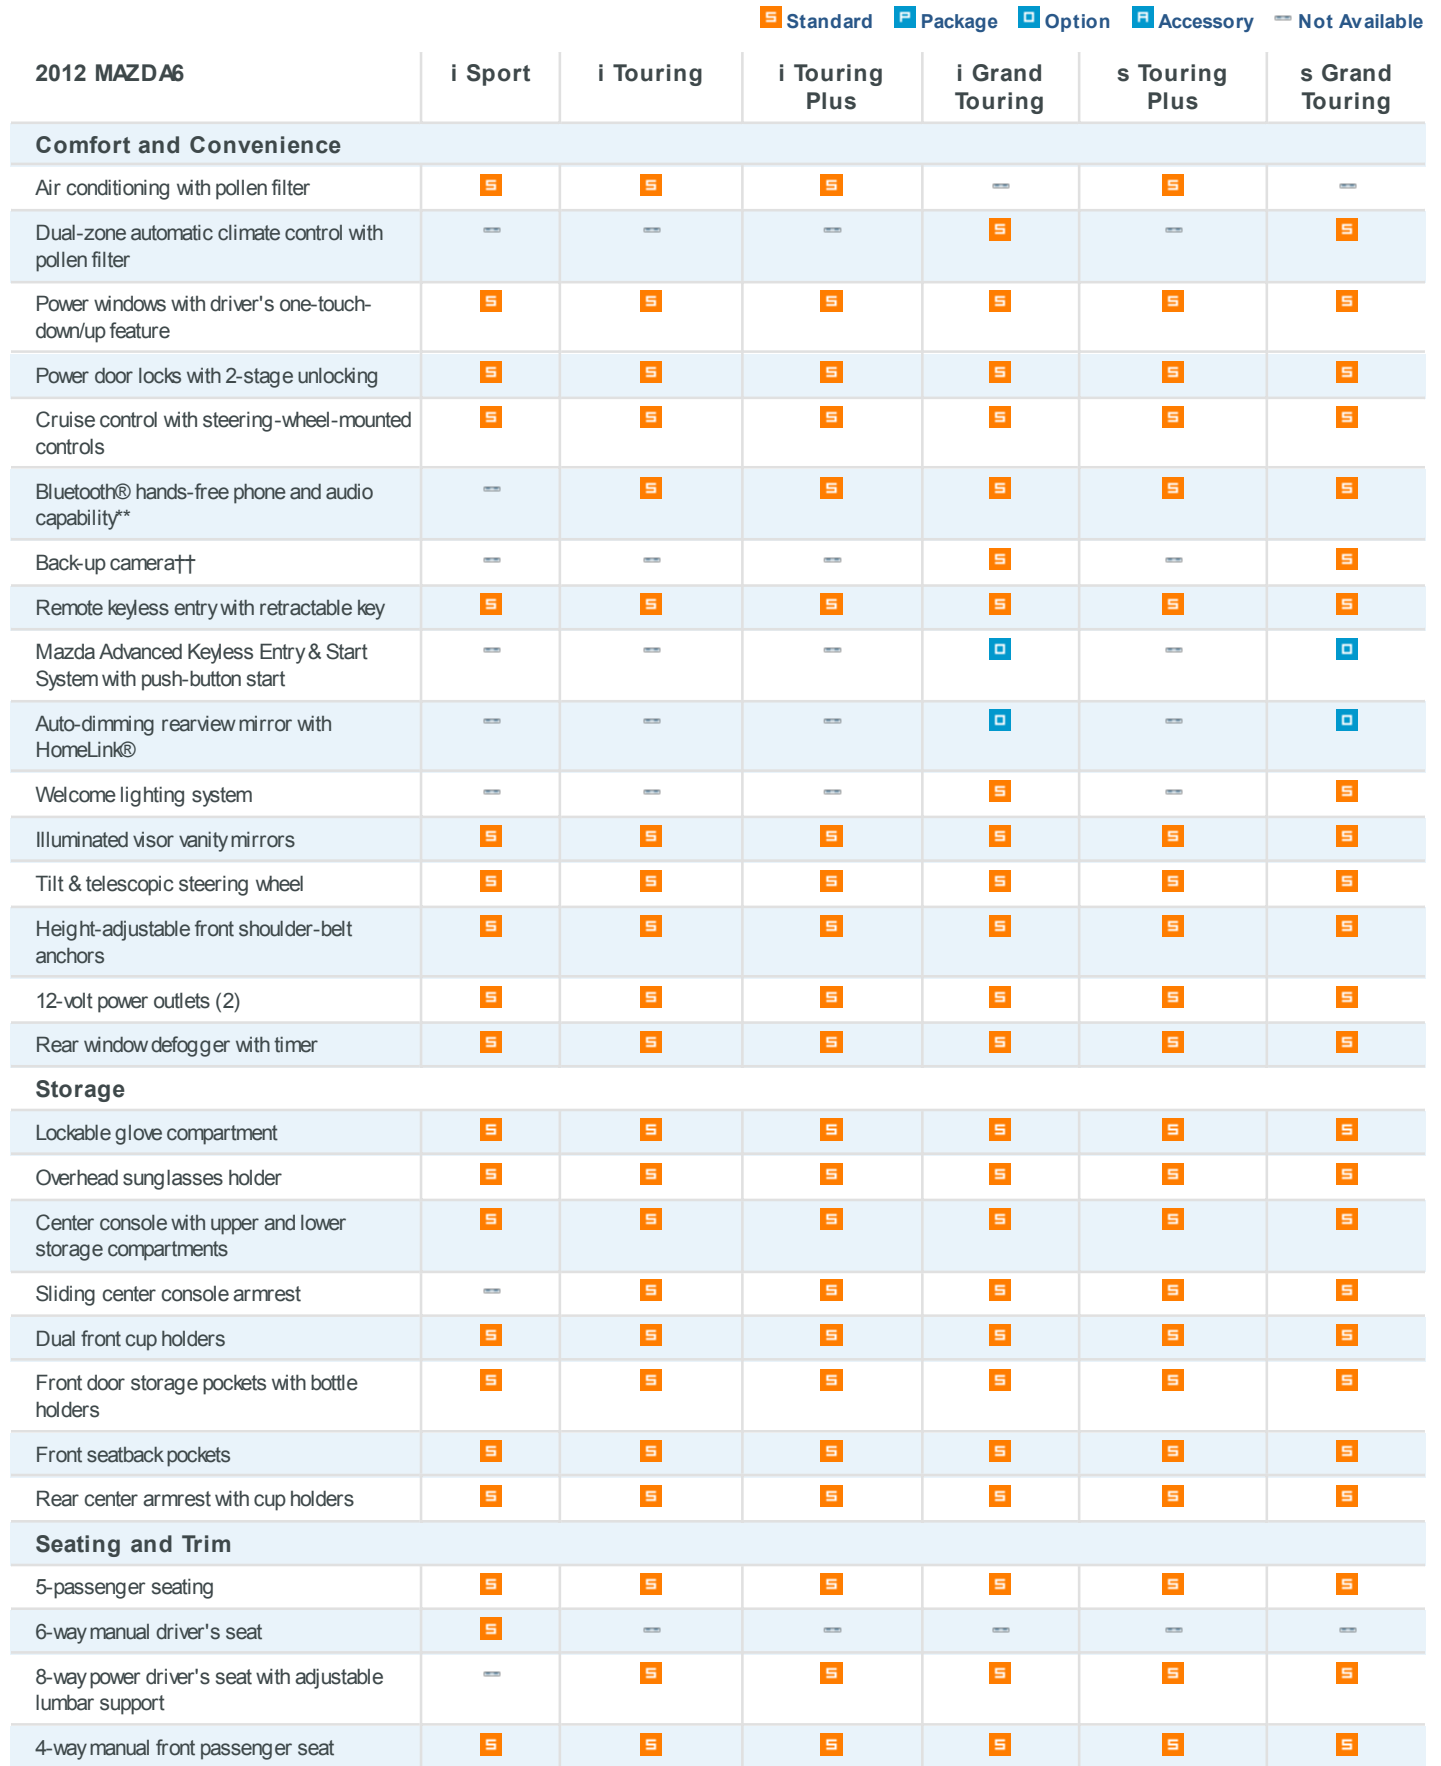 S Standard P Package O Option A Accessory -- Not Available
2012 MAZDA6 i Sport i Touring i Touring Plus i Grand Touring s Touring Plus s Grand Touring
Comfort and Convenience
Air conditioning with pollen filter S S S -- S --
Dual-zone automatic climate control with -- -- -- S -- S
pollen filter
Power windows with driver's one-touch- S S S S S S
down/up feature
Power door locks with 2-stage unlocking S S S S S S
Cruise control with steering-wheel-mounted S S S S S S
controls
Bluetooth® hands-free phone and audio -- S S S S S
capability**
Back-up camera†† -- -- -- S -- S
Remote keyless entry with retractable key S S S S S S
Mazda Advanced Keyless Entry & Start -- -- -- O -- O
System with push-button start
Auto-dimming rearview mirror with -- -- -- O -- O
HomeLink®
Welcome lighting system -- -- -- S -- S
Illuminated visor vanity mirrors S S S S S S
Tilt & telescopic steering wheel S S S S S S
Height-adjustable front shoulder-belt S S S S S S
anchors
12-volt power outlets (2) S S S S S S
Rear window defogger with timer S S S S S S
Storage
Lockable glove compartment S S S S S S
Overhead sunglasses holder S S S S S S
Center console with upper and lower S S S S S S
storage compartments
Sliding center console armrest -- S S S S S
Dual front cup holders S S S S S S
Front door storage pockets with bottle S S S S S S
holders
Front seatback pockets S S S S S S
Rear center armrest with cup holders S S S S S S
Seating and Trim
5-passenger seating S S S S S S
6-way manual driver's seat S -- -- -- -- --
8-way power driver's seat with adjustable -- S S S S S
lumbar support
4-way manual front passenger seat S S S S S S